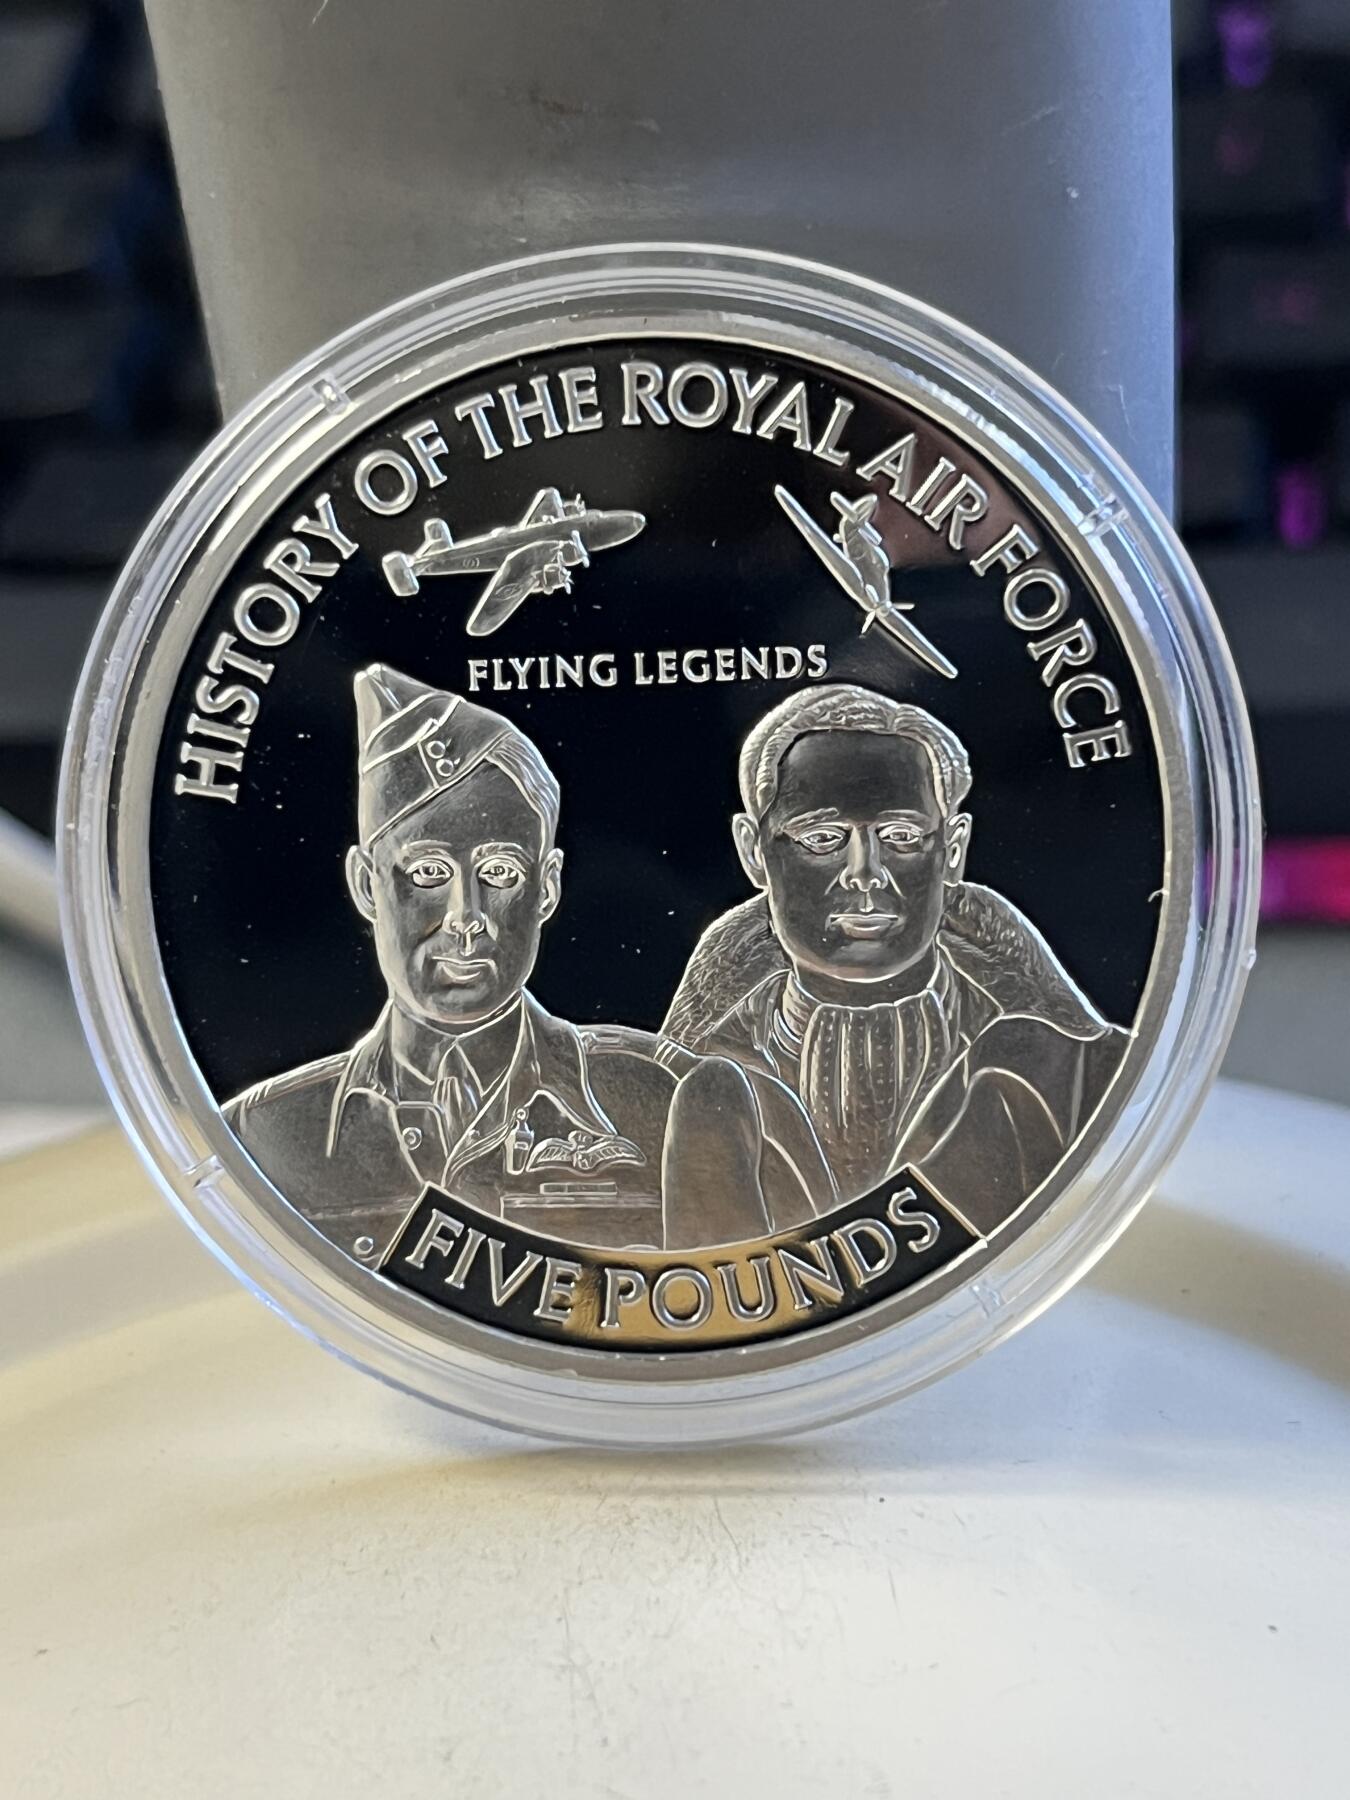 HISTORY OF THE ROYAL AIR FORCE
FLYING LEGENDS
FIVE POUNDS